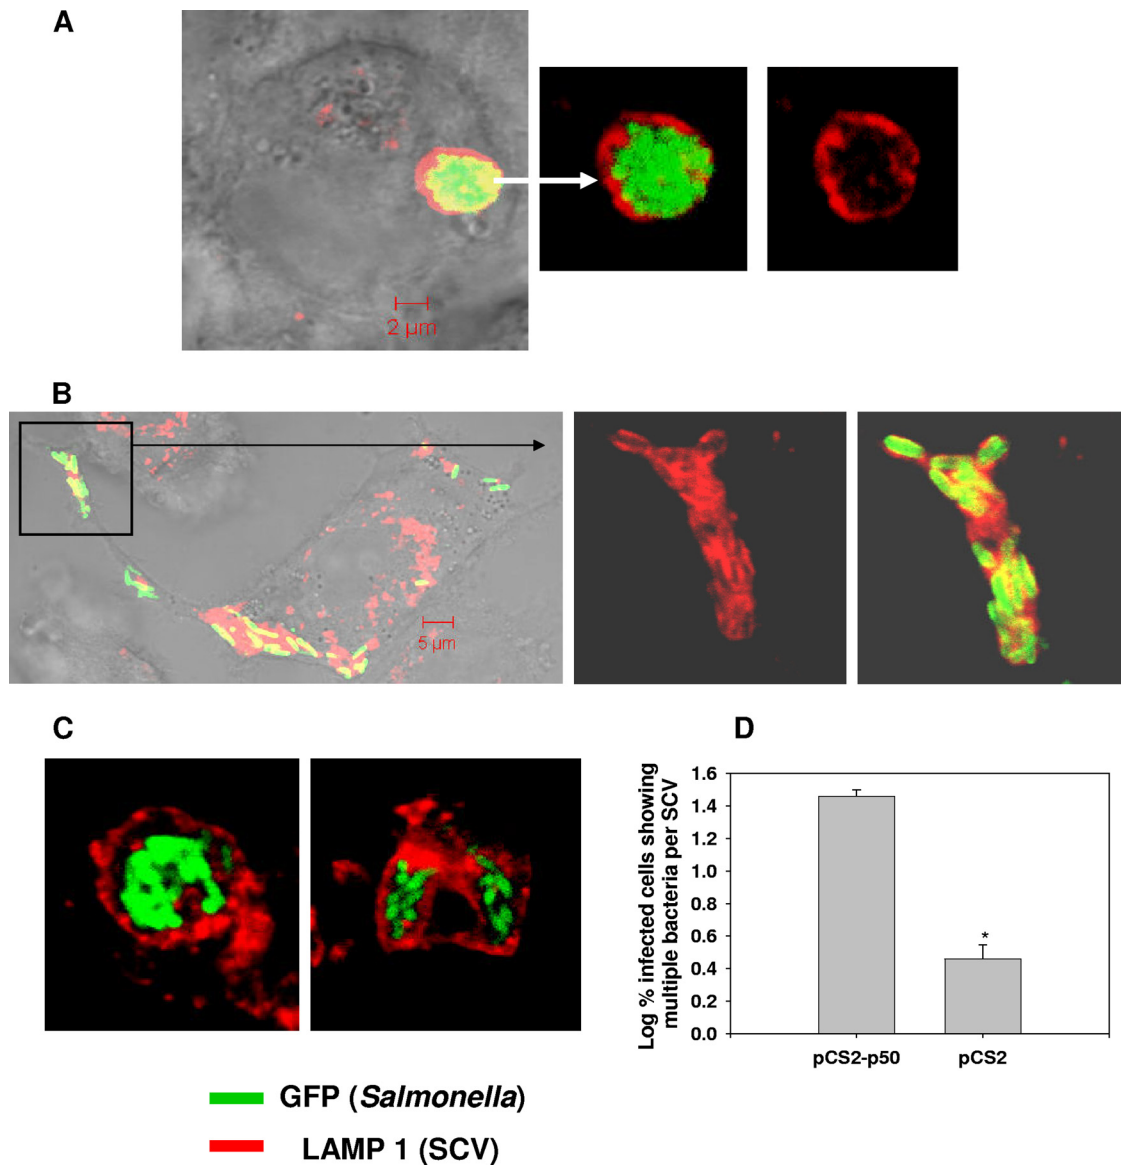 A
2 µm
B
5 µm
C
D
Log % infected cells showing
multiple bacteria per SCV
1.6
1.4
1.2
1.0
0.8
0.6
0.4
0.2
0.0
*
pCS2-p50
pCS2
GFP (Salmonella)
LAMP 1 (SCV)